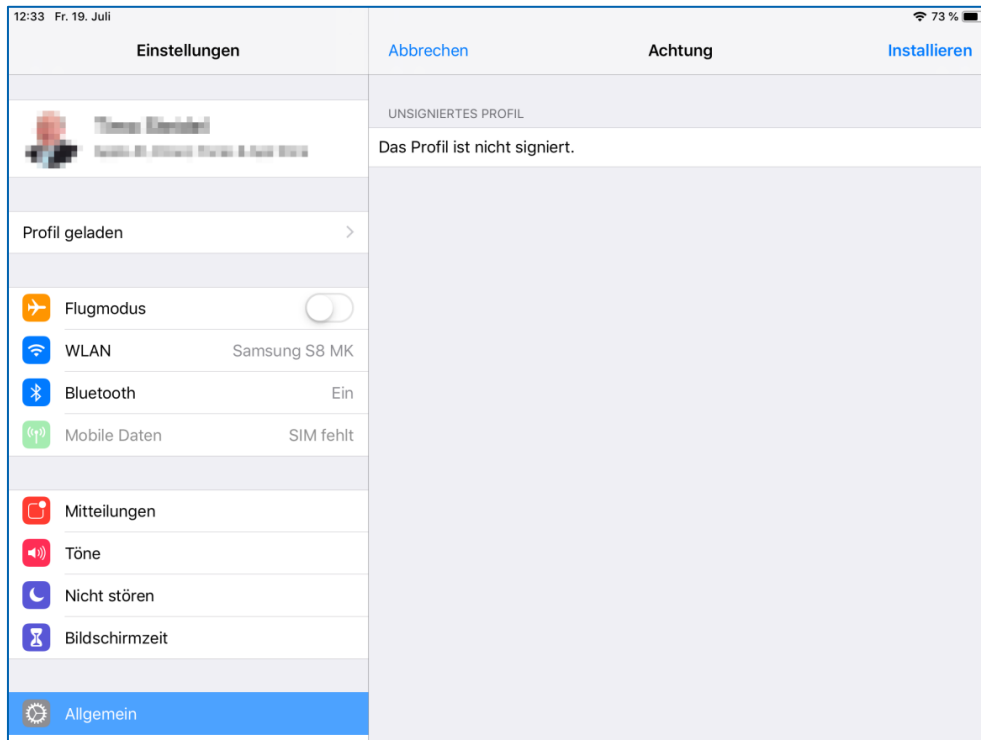 12:33 Fr. 19. Juli
73 %
Einstellungen
Abbrechen
Achtung
Installieren
UNSIGNIERTES PROFIL
Das Profil ist nicht signiert.
Profil geladen
Flugmodus
WLAN
Samsung S8 MK
Bluetooth
Ein
Mobile Daten
SIM fehlt
Mitteilungen
Töne
Nicht stören
Bildschirmzeit
Allgemein